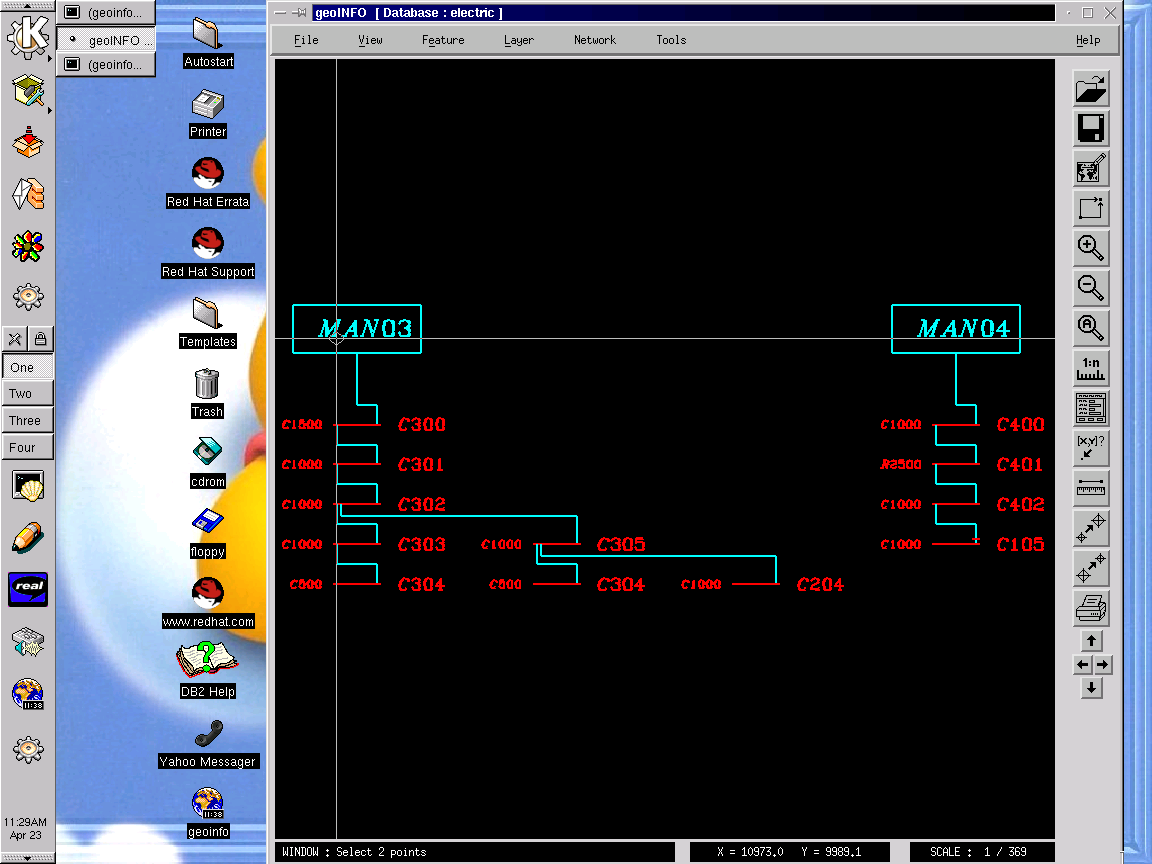 (geoinfo...
geoINFO ...
(geoinfo...
One
Two
Three
Four
real
11:38
11:29AM
Apr 23
Autostart
Printer
Red Hat Errata
Red Hat Support
Templates
Trash
cdrom
floppy
www.redhat.com
DB2 Help
Yahoo Messager
11:38
geoinfo
geoINFO [ Database : electric ]
File View Feature Layer Network Tools Help
MAN03 MAN04
C1500 C300 C1000 C400
C1000 C301 R2500 C401
C1000 C302 C1000 C402
C1000 C303 C1000 C305 C1000 C105
C500 C304 C500 C304 C1000 C204
A
1:n
[X,Y]?
WINDOW : Select 2 points X = 10973.0 Y = 9989.1 SCALE : 1 / 369